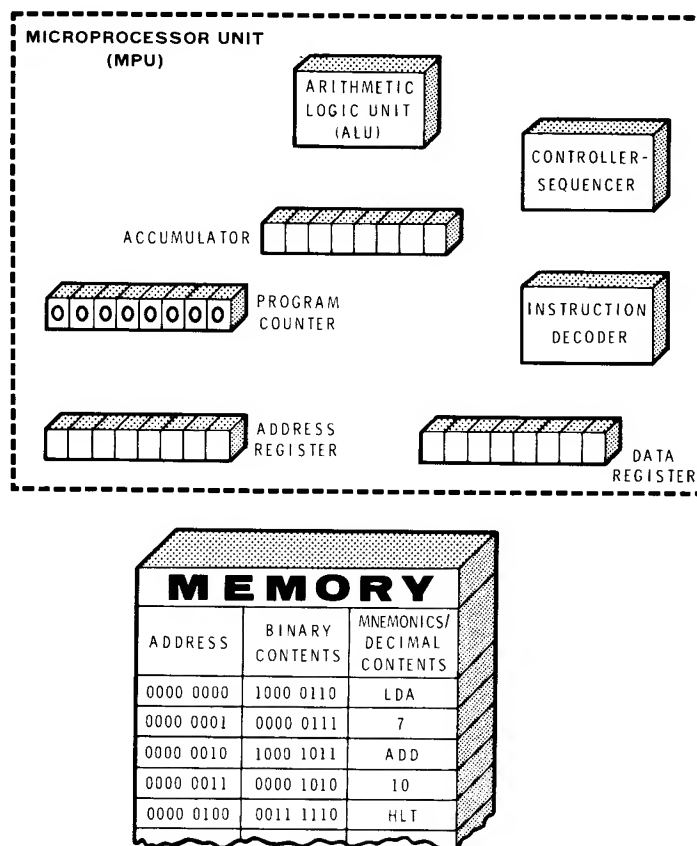 MICROPROCESSOR UNIT
(MPU)
ARITHMETIC
LOGIC UNIT
(ALU)
CONTROLLER-
SEQUENCER
ACCUMULATOR
0 0 0 0 0 0 0 0
PROGRAM
COUNTER
INSTRUCTION
DECODER
ADDRESS
REGISTER
DATA
REGISTER
MEMORY
ADDRESS
BINARY
CONTENTS
MNEMONICS/
DECIMAL
CONTENTS
0000 0000 1000 0110 LDA
0000 0001 0000 0111 7
0000 0010 1000 1011 ADD
0000 0011 0000 1010 10
0000 0100 0011 1110 HLT